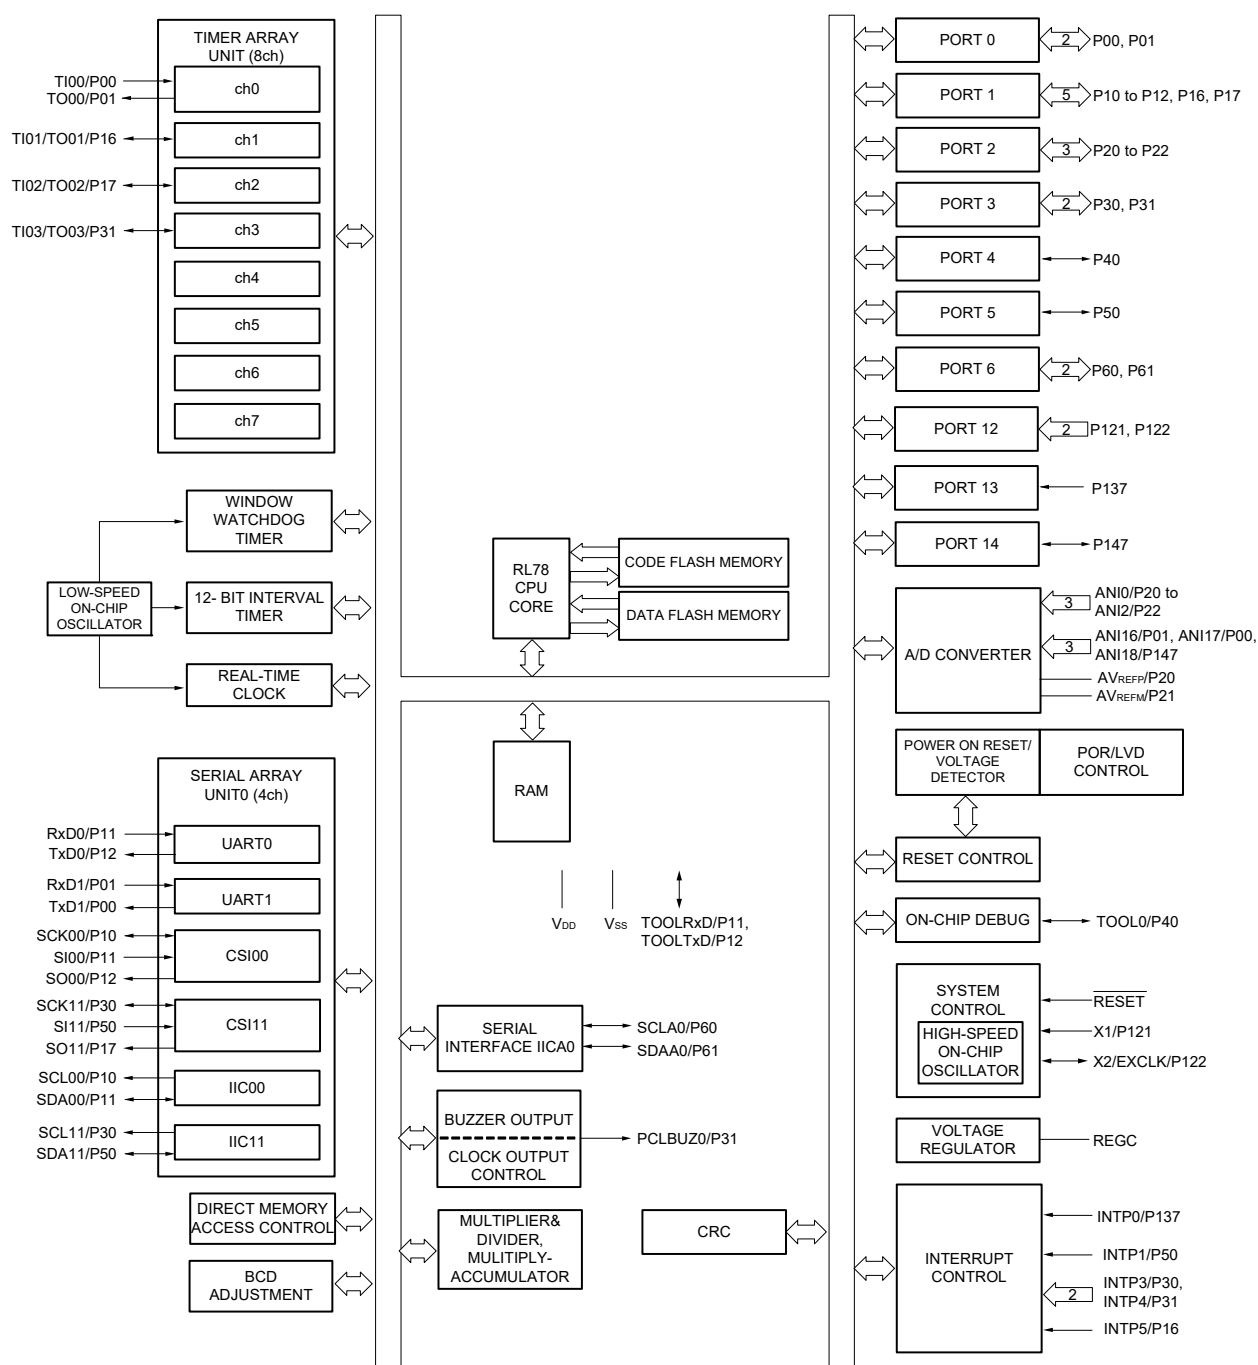 TIMER ARRAY
UNIT (8ch)
TI00/P00
TO00/P01
ch0
TI01/TO01/P16
ch1
TI02/TO02/P17
ch2
TI03/TO03/P31
ch3
ch4
ch5
ch6
ch7
WINDOW
WATCHDOG
TIMER
LOW-SPEED
ON-CHIP
OSCILLATOR
12- BIT INTERVAL
TIMER
REAL-TIME
CLOCK
SERIAL ARRAY
UNIT0 (4ch)
RxD0/P11
TxD0/P12
UART0
RxD1/P01
TxD1/P00
UART1
SCK00/P10
SI00/P11
SO00/P12
CSI00
SCK11/P30
SI11/P50
SO11/P17
CSI11
SCL00/P10
SDA00/P11
IIC00
SCL11/P30
SDA11/P50
IIC11
DIRECT MEMORY
ACCESS CONTROL
BCD
ADJUSTMENT
RL78
CPU
CORE
CODE FLASH MEMORY
DATA FLASH MEMORY
RAM
VDD
VSS
TOOLRxD/P11,
TOOLTxD/P12
SERIAL
INTERFACE IICA0
SCLA0/P60
SDAA0/P61
BUZZER OUTPUT
CLOCK OUTPUT
CONTROL
PCLBUZ0/P31
MULTIPLIER&
DIVIDER,
MULITIPLY-
ACCUMULATOR
CRC
PORT 0
2
P00, P01
PORT 1
5
P10 to P12, P16, P17
PORT 2
3
P20 to P22
PORT 3
2
P30, P31
PORT 4
P40
PORT 5
P50
PORT 6
2
P60, P61
PORT 12
2
P121, P122
PORT 13
P137
PORT 14
P147
A/D CONVERTER
3
ANI0/P20 to
ANI2/P22
3
ANI16/P01, ANI17/P00,
ANI18/P147
AVREFP/P20
AVREFM/P21
POWER ON RESET/
VOLTAGE
DETECTOR
POR/LVD
CONTROL
RESET CONTROL
ON-CHIP DEBUG
TOOL0/P40
SYSTEM
CONTROL
HIGH-SPEED
ON-CHIP
OSCILLATOR
RESET
X1/P121
X2/EXCLK/P122
VOLTAGE
REGULATOR
REGC
INTERRUPT
CONTROL
INTP0/P137
INTP1/P50
2
INTP3/P30,
INTP4/P31
INTP5/P16